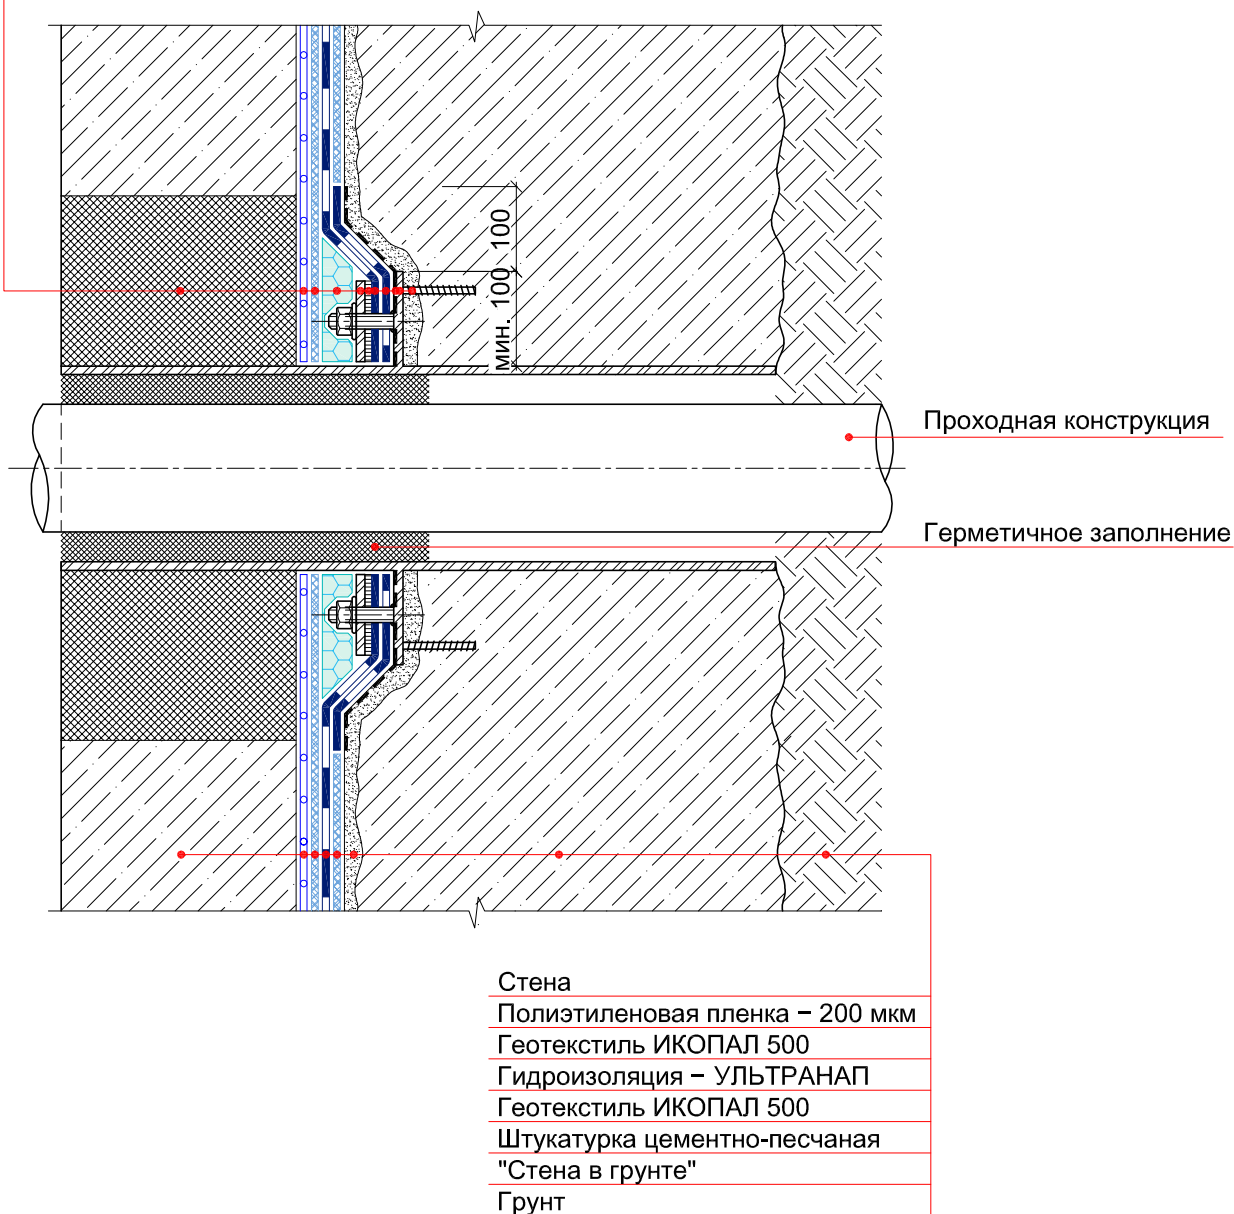 100
мин. 100
Проходная конструкция
Герметичное заполнение
Стена
Полиэтиленовая пленка – 200 мкм
Геотекстиль ИКОПАЛ 500
Гидроизоляция – УЛЬТРАНАП
Геотекстиль ИКОПАЛ 500
Штукатурка цементно-песчаная
"Стена в грунте"
Грунт